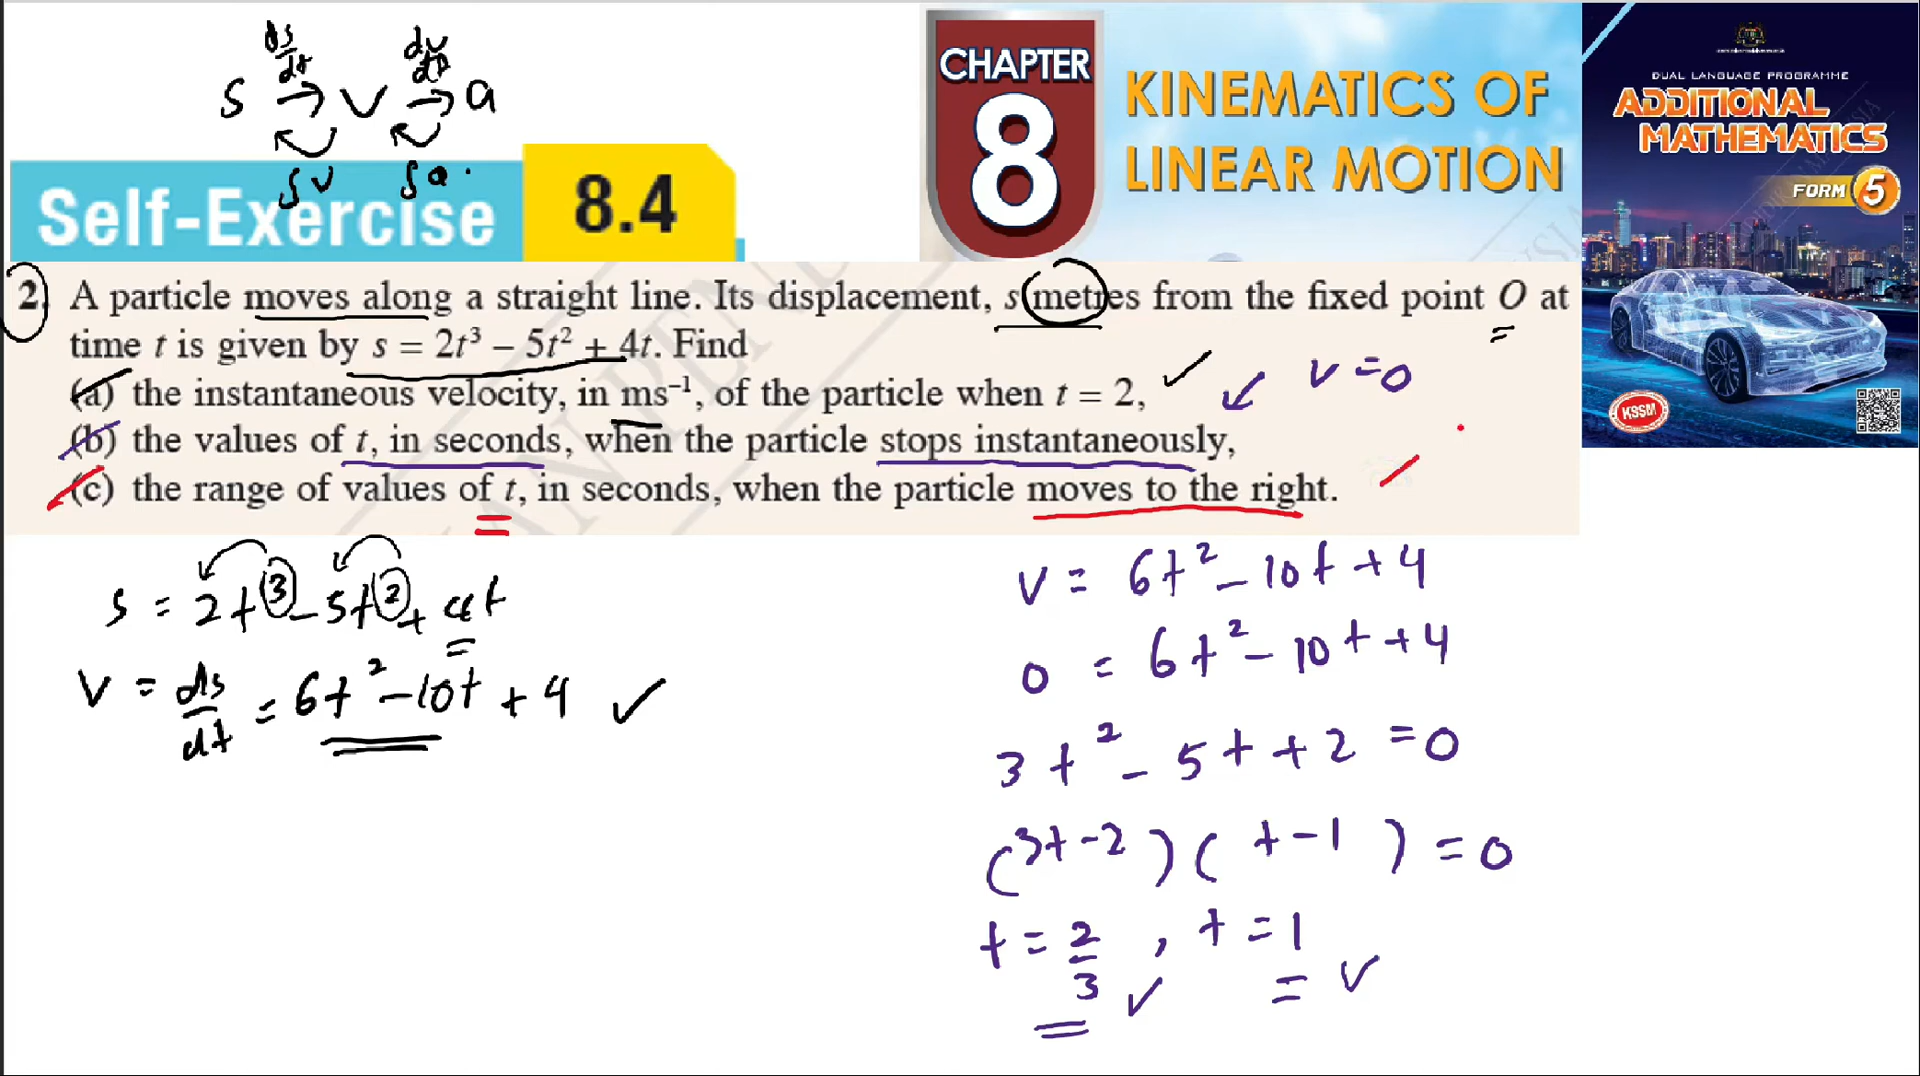 s ds/dt → v dv/dt → a
∫v ∫a
CHAPTER 8
KINEMATICS OF LINEAR MOTION
DUAL LANGUAGE PROGRAMME
ADDITIONAL
MATHEMATICS
FORM 5
KSSM
Self-Exercise 8.4
2. A particle moves along a straight line. Its displacement, s metres from the fixed point O at
time t is given by s = 2t³ − 5t² + 4t. Find
(a) the instantaneous velocity, in ms⁻¹, of the particle when t = 2,
v = 0
(b) the values of t, in seconds, when the particle stops instantaneously,
(c) the range of values of t, in seconds, when the particle moves to the right.
s = 2t³ − 5t² + 4t
v = ds/dt = 6t² − 10t + 4 ✓
v = 6t² − 10t + 4
0 = 6t² − 10t + 4
3t² − 5t + 2 = 0
(3t − 2)(t − 1) = 0
t = 2/3 ✓, t = 1 ✓